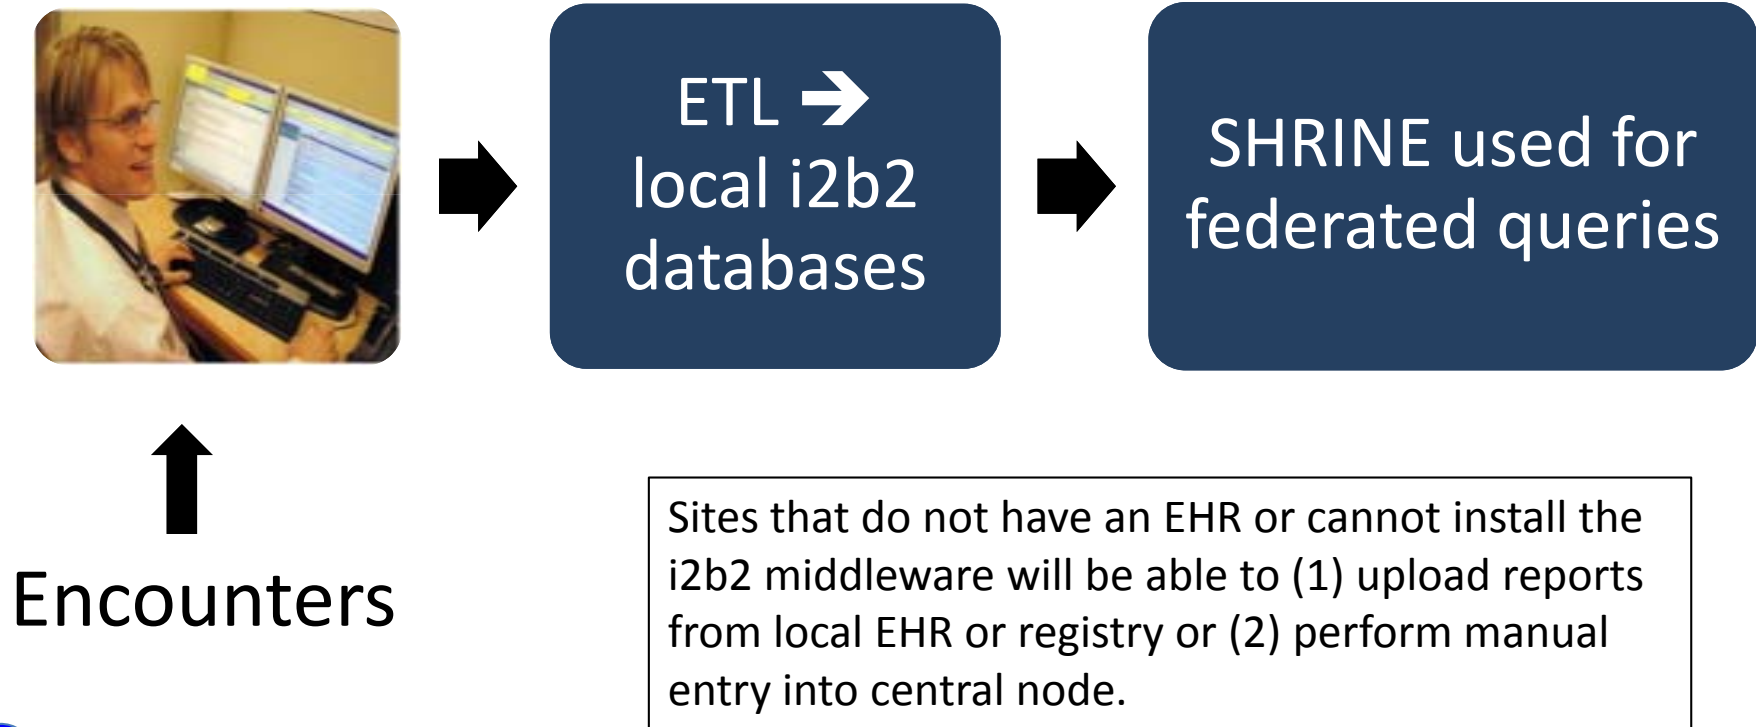 ETL ➔
local i2b2
databases
SHRINE used for
federated queries
Encounters
Sites that do not have an EHR or cannot install the
i2b2 middleware will be able to (1) upload reports
from local EHR or registry or (2) perform manual
entry into central node.